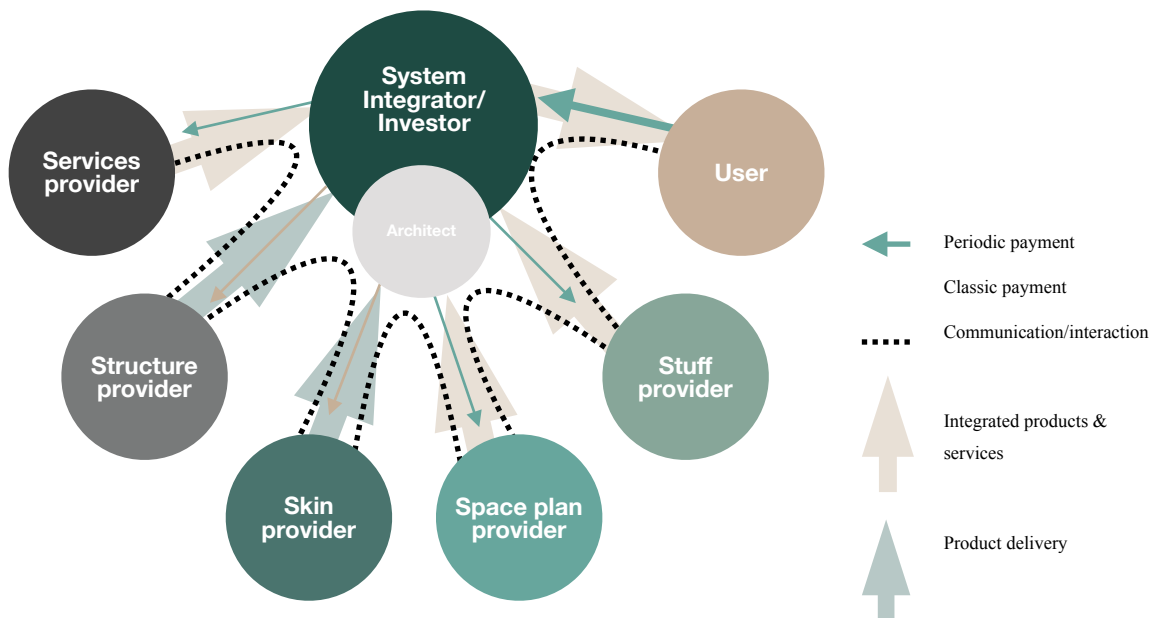 System
Integrator/
Investor
Services
provider
User
Architect
Periodic payment
Classic payment
Communication/interaction
Structure
provider
Stuff
provider
Integrated products &
services
Skin
provider
Space plan
provider
Product delivery